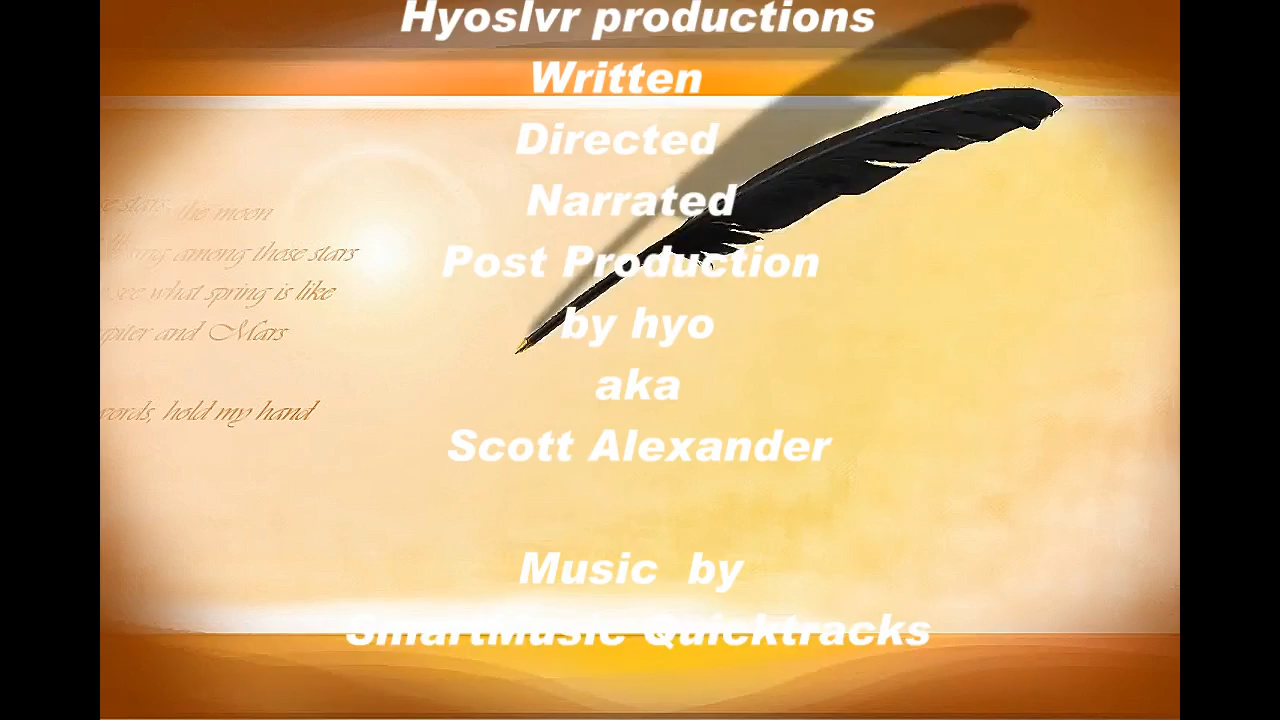 Hyoslvr productions
Written
Directed
Narrated
Post Production
by hyo
aka
Scott Alexander
Music by
SmartMusic Quicktracks
stars
the moon
among those stars
see what spring is like
and Mars
hold my hand